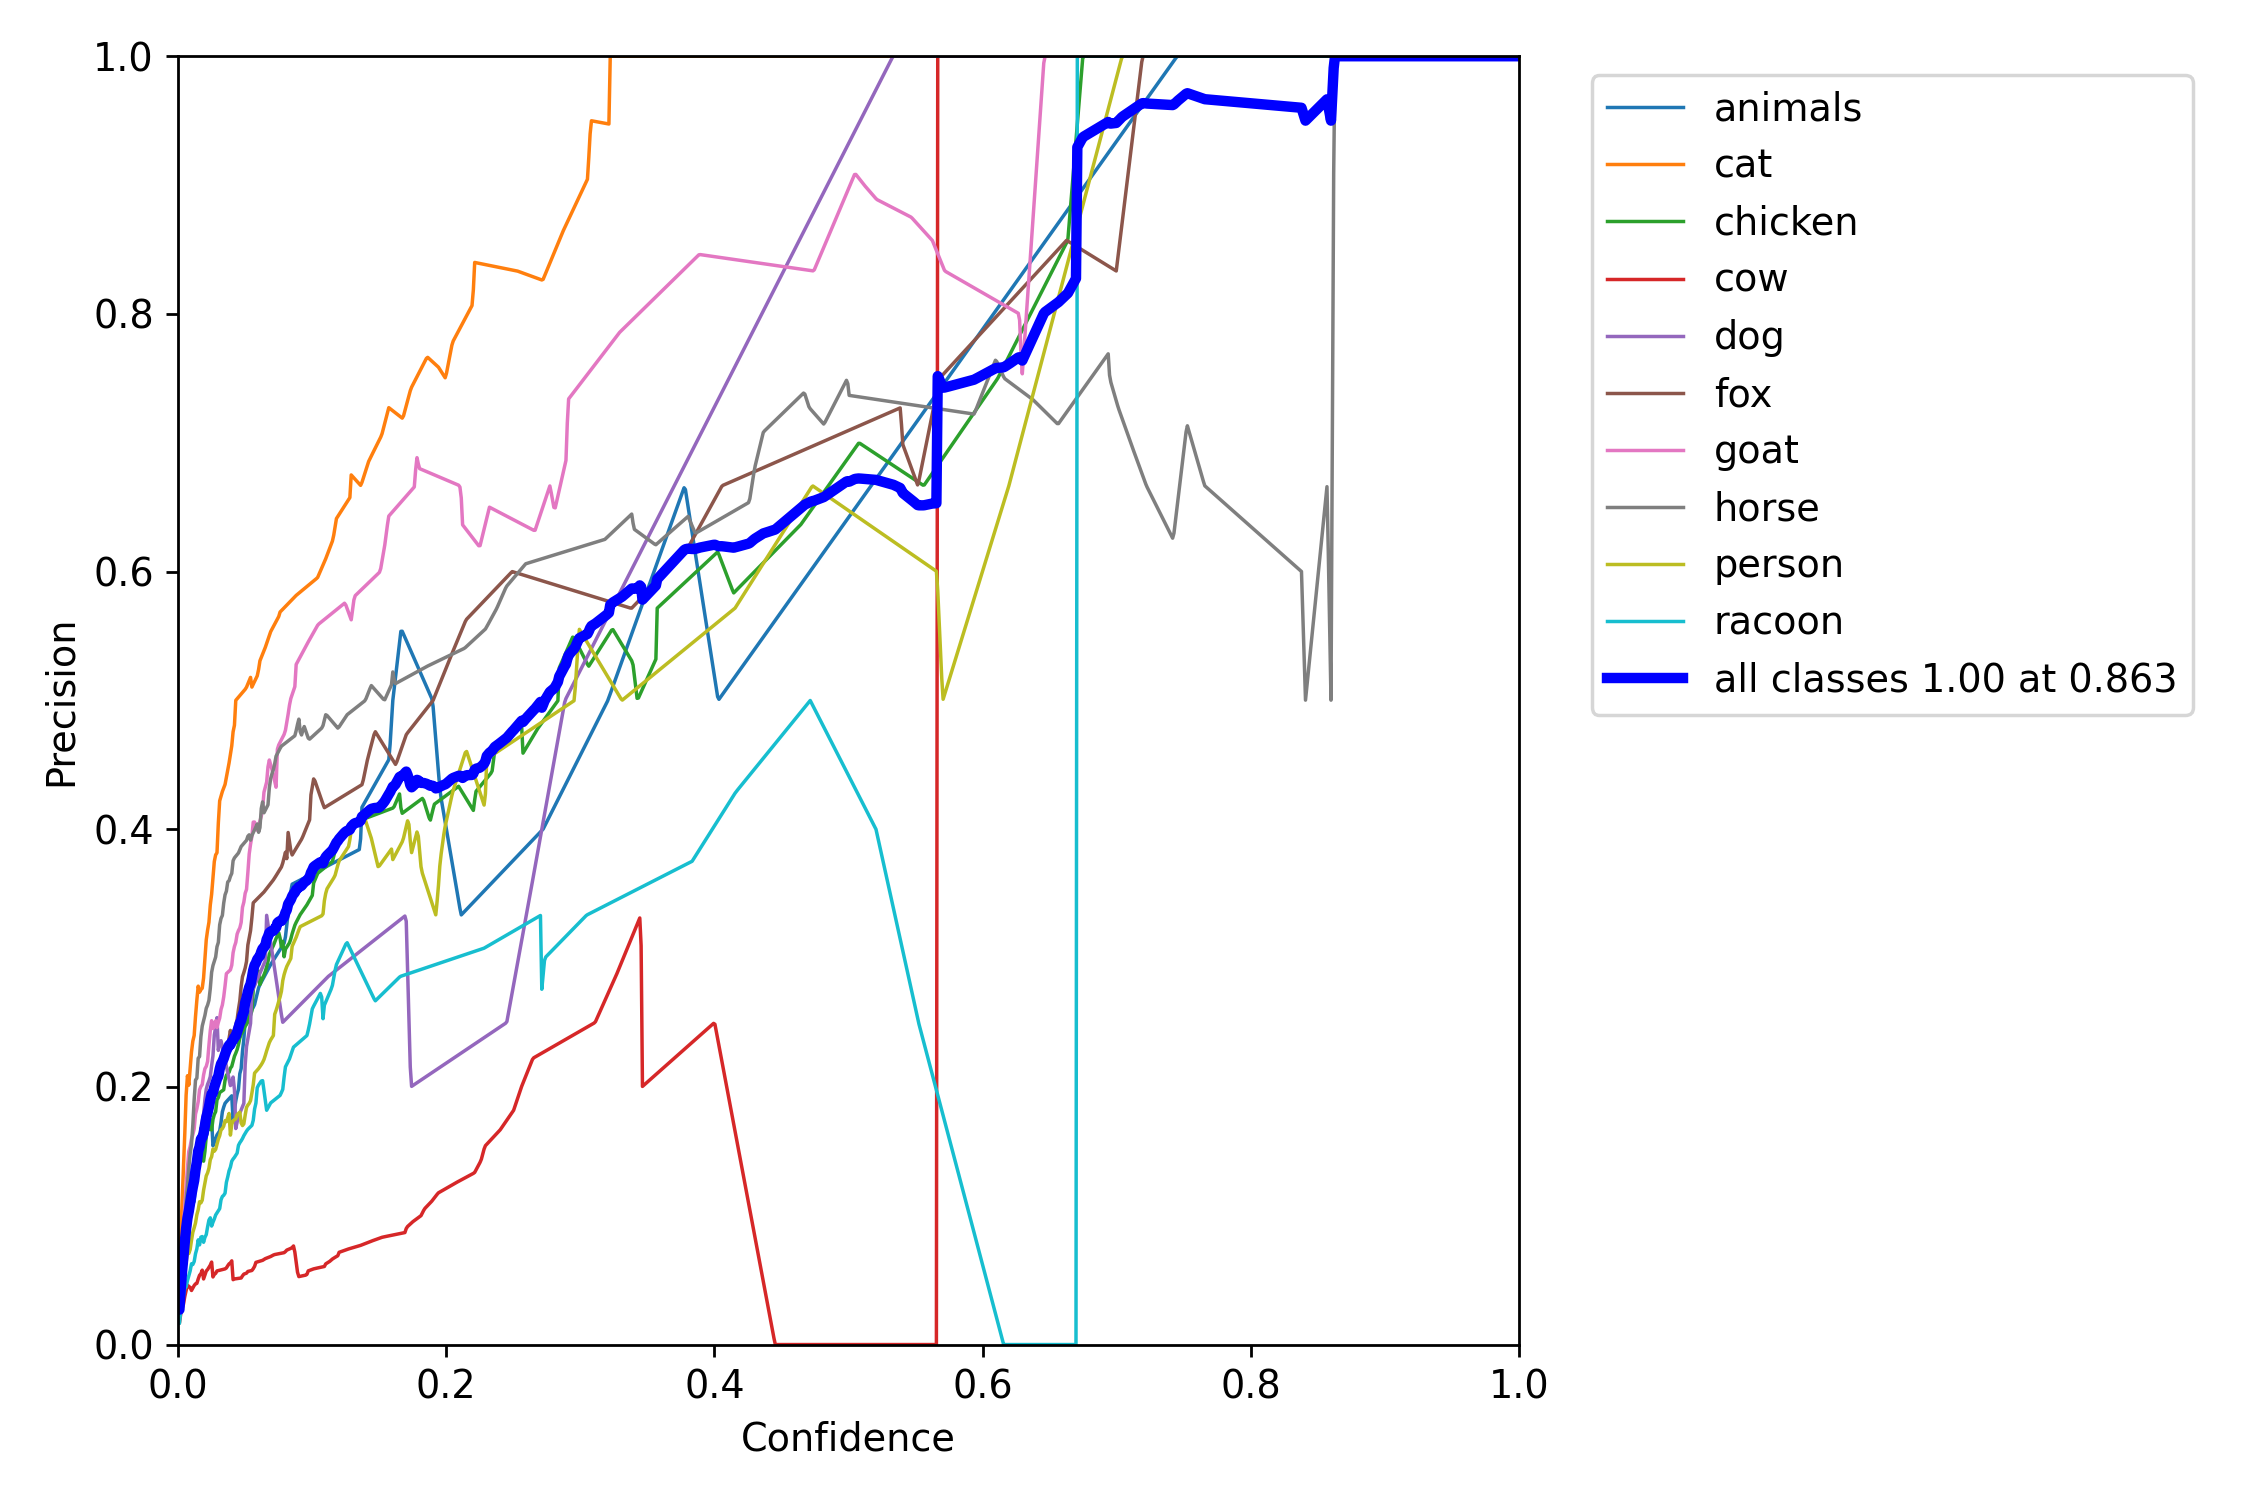 1.0
0.8
0.6
0.4
0.2
0.0
Precision
0.0 0.2 0.4 0.6 0.8 1.0
Confidence
animals
cat
chicken
cow
dog
fox
goat
horse
person
racoon
all classes 1.00 at 0.863